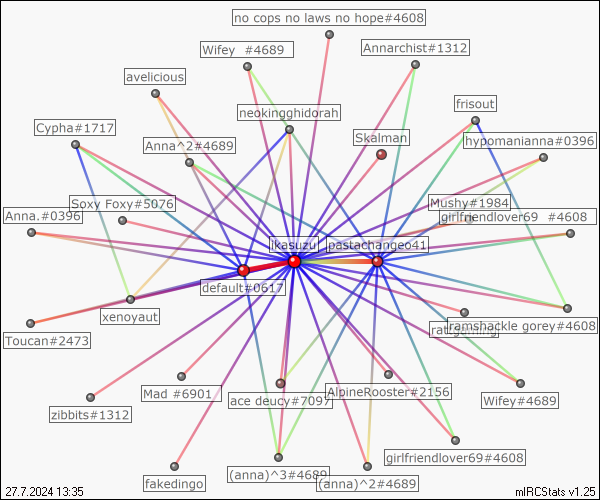 no cops no laws no hope#4608
Wifey  #4689
Annarchist#1312
avelicious
frisout
neokingghidorah
Cypha#1717
Skalman
hypomanianna#0396
Anna^2#4689
Soxy Foxy#5076
Mushy#1984
Anna.#0396
girlfriendlover69  #4608
ikasuzu
pastachangeo41
default#0617
xenoyaut
ramshackle gorey#4608
Toucan#2473
Mad #6901
AlpineRooster#2156
ace deucy#7097
Wifey#4689
zibbits#1312
girlfriendlover69#4608
fakedingo
(anna)^3#4689
(anna)^2#4689
27.7.2024 13:35
mIRCStats v1.25